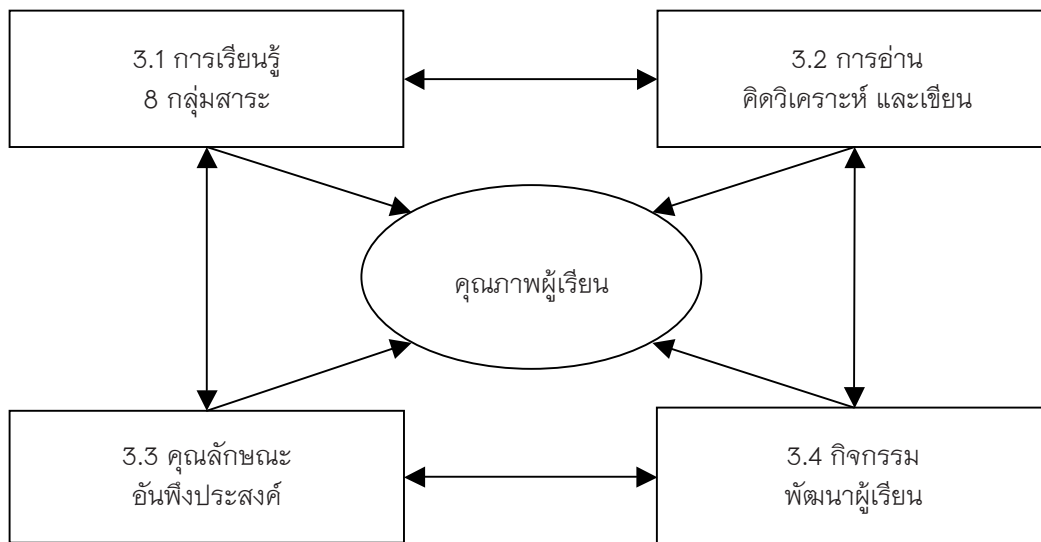 3.1 การเรียนรู้
8 กลุ่มสาระ
3.2 การอ่าน
คิดวิเคราะห์ และเขียน
คุณภาพผู้เรียน
3.3 คุณลักษณะ
อันพึงประสงค์
3.4 กิจกรรม
พัฒนาผู้เรียน